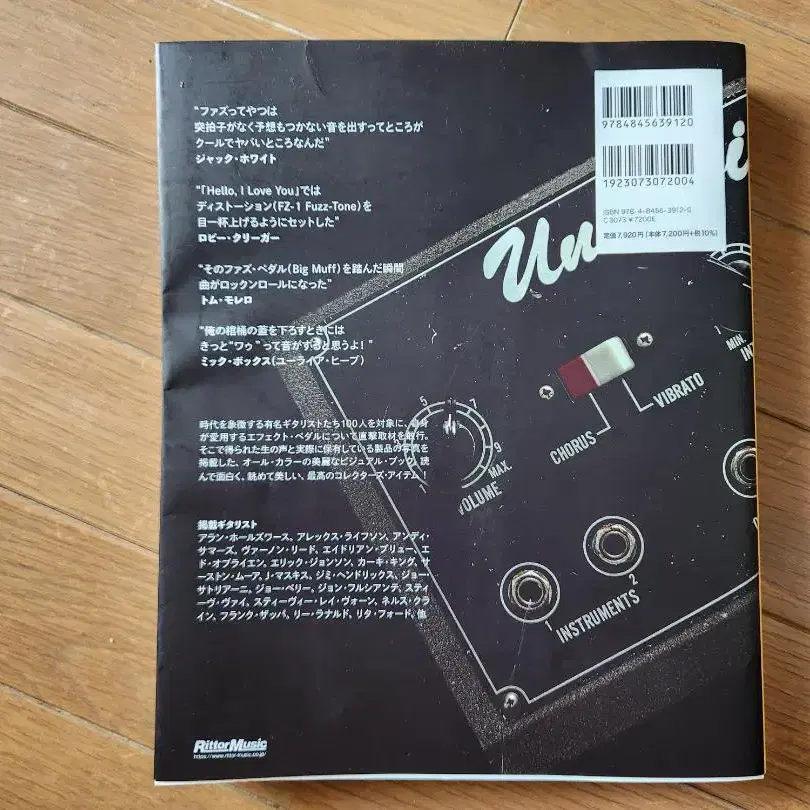 "ファズってやつは
突拍子がなく予想もつかない音を出すってところが
クールでヤバいところなんだ"
ジャック・ホワイト
"「Hello, I Love You」では
ディストーション(FZ-1 Fuzz-Tone)を
目一杯上げるようにセットした"
ロビー・クリーガー
"そのファズ・ペダル(Big Muff)を踏んだ瞬間
曲がロックンロールになった"
トム・モレロ
"俺の棺桶の蓋を下ろすときには
きっと"ワゥ"って音がすると思うよ!"
ミック・ボックス(ユーライア・ヒープ)
時代を象徴する有名ギタリストたち100人を対象に、自身
が愛用するエフェクト・ペダルについて直撃取材を敢行。
そこで得られた生の声と実際に保有している製品の写真を
掲載した、オール・カラーの美麗なビジュアル・ブック。読
んで面白く、眺めて美しい、最高のコレクターズ・アイテム!
掲載ギタリスト
アラン・ホールズワース、アレックス・ライフソン、アンディ・
サマーズ、ヴァーノン・リード、エイドリアン・ブリュー、エ
ド・オブライエン、エリック・ジョンソン、カーキ・キング、サ
ーストン・ムーア、J・マスキス、ジミ・ヘンドリックス、ジョー・
サトリアーニ、ジョー・ペリー、ジョン・フルシアンテ、スティ
ーヴ・ヴァイ、スティーヴィー・レイ・ヴォーン、ネルス・クラ
イン、フランク・ザッパ、リー・ラナルド、リタ・フォード、他
RittorMusic
https://www.rittor-music.co.jp/
9784845639120
1923073072004
ISBN 978-4-8456-3912-0
C3073 ¥7200E
定価7,920円(本体7,200円+税10%)
Un
i
MIN.
INT
CHORUS
VIBRATO
5
7
9
MAX.
VOLUME
1
2
INSTRUMENTS